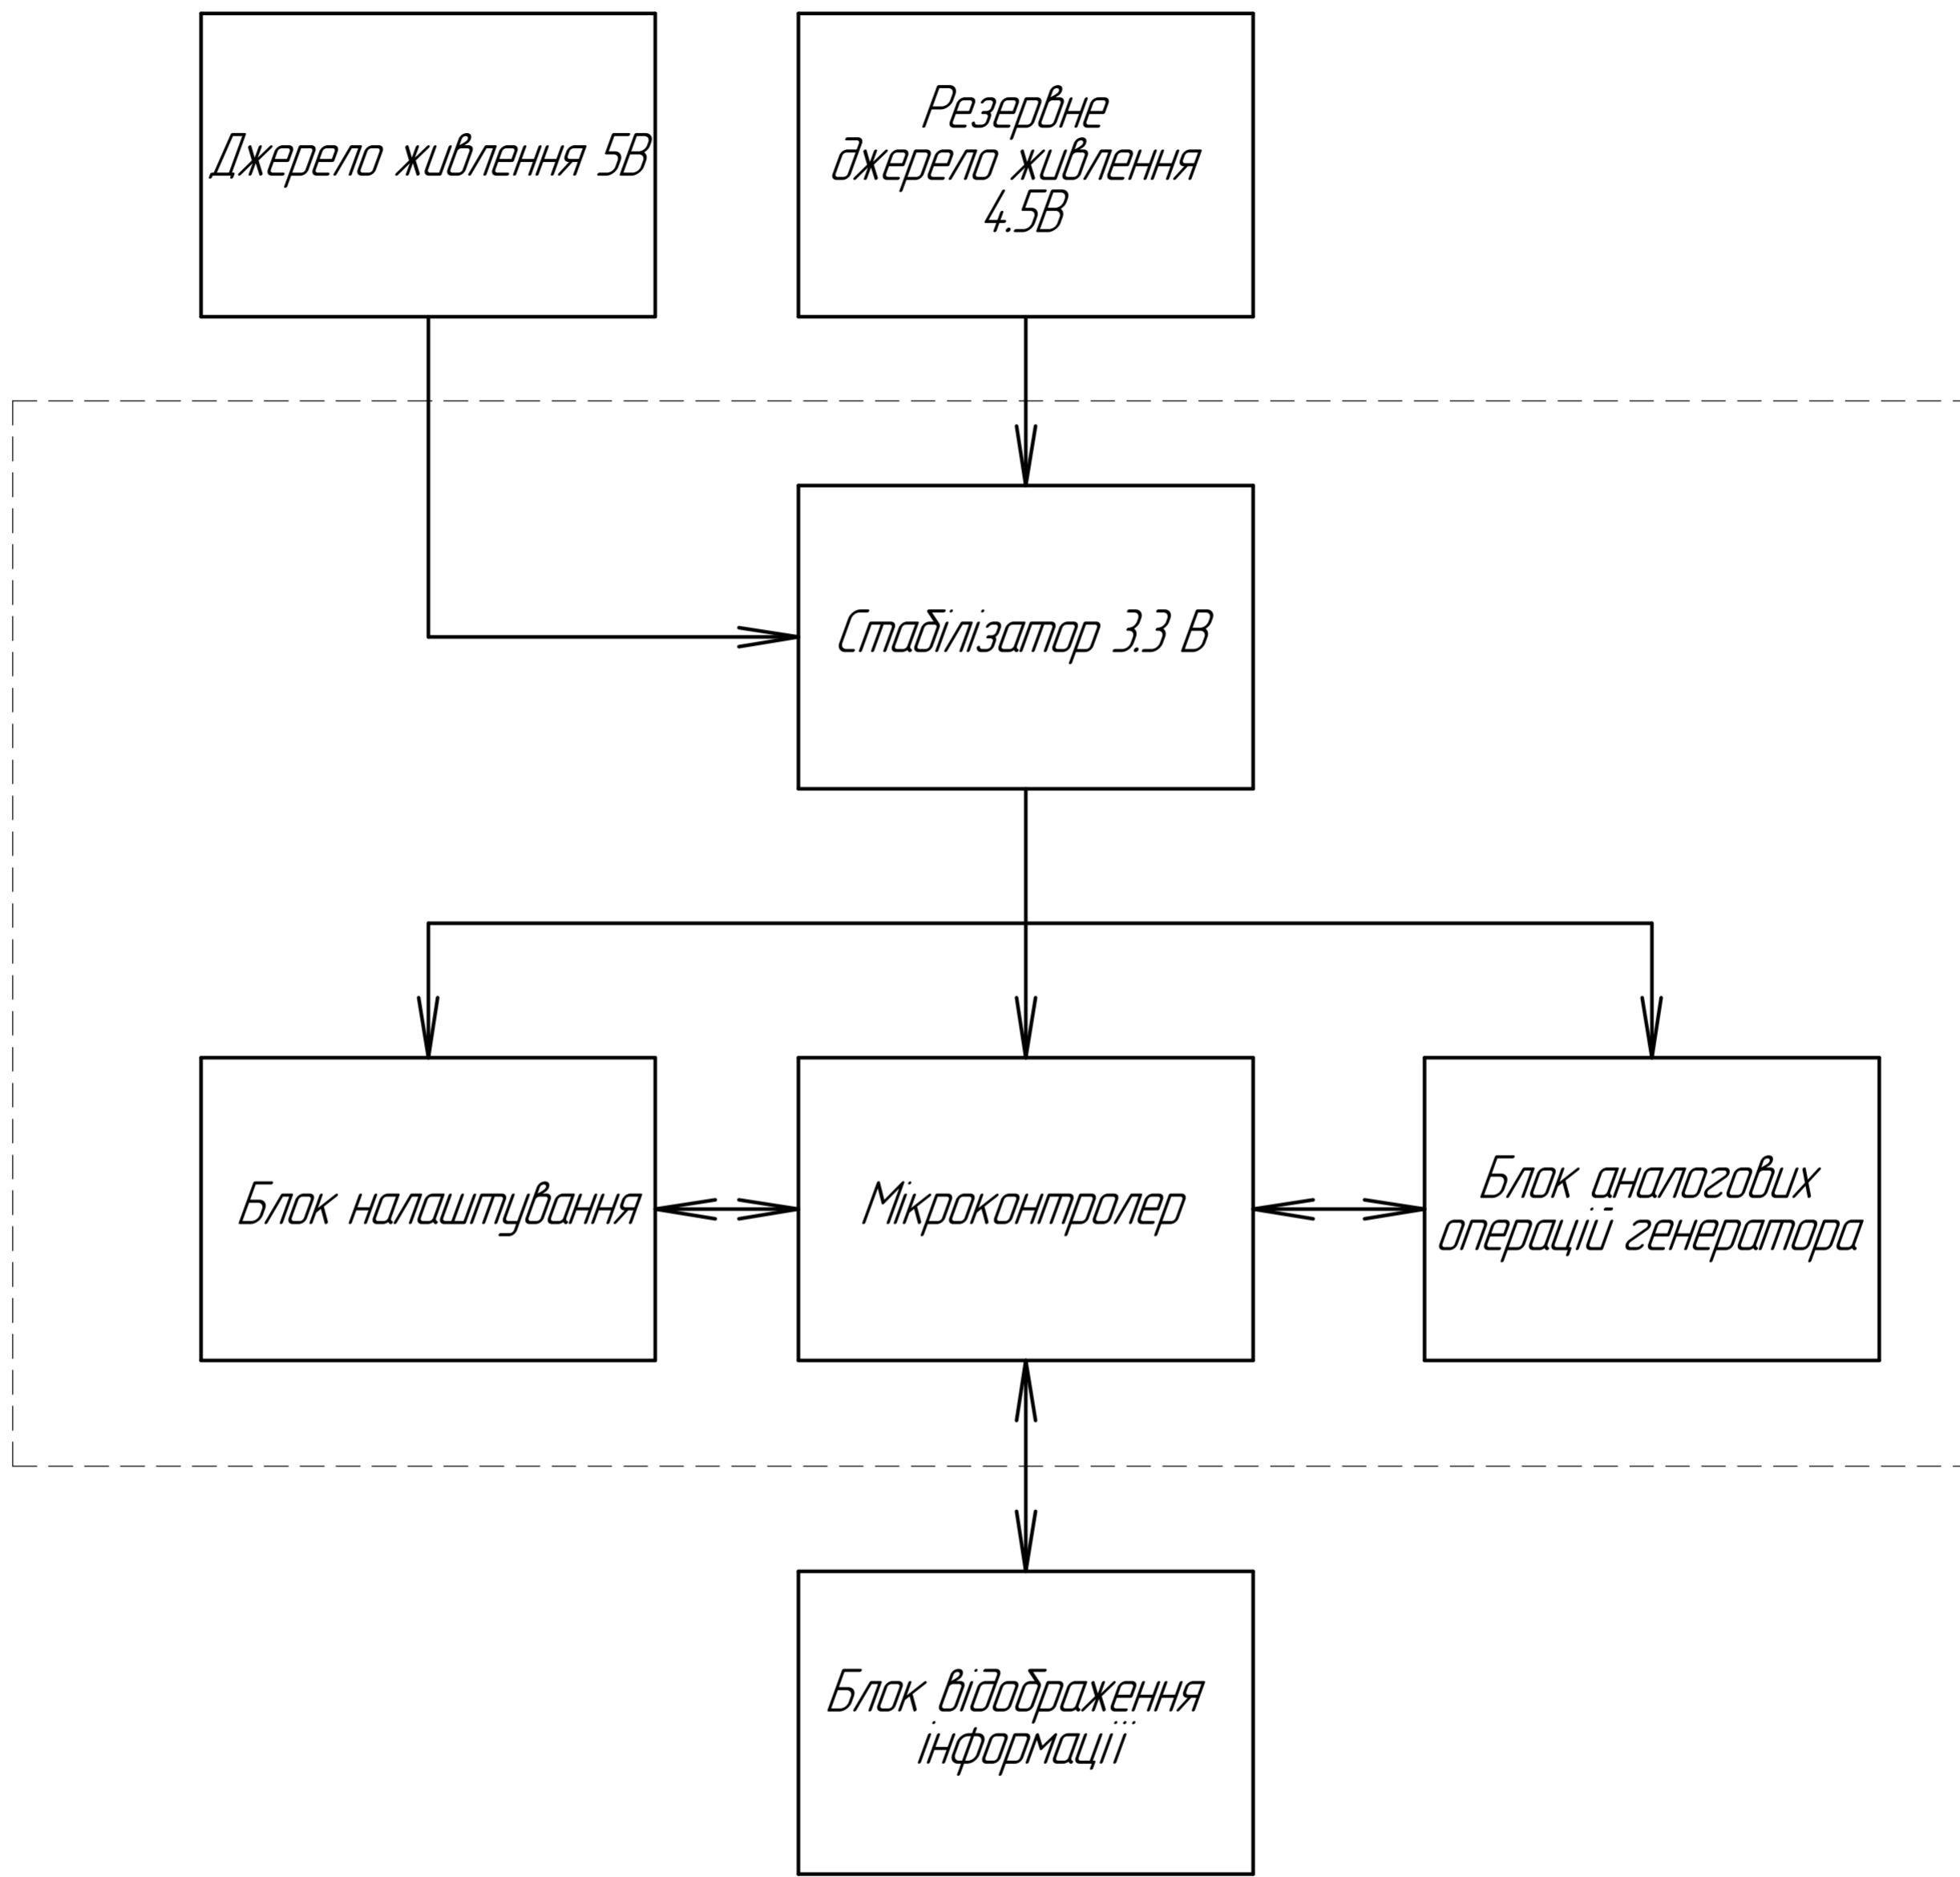 Джерело живлення 5В
Резервне
джерело живлення
4.5В
Стабілізатор 3.3 В
Блок налаштування
Мікроконтролер
Блок аналогових
операцій генератора
Блок відображення
інформації